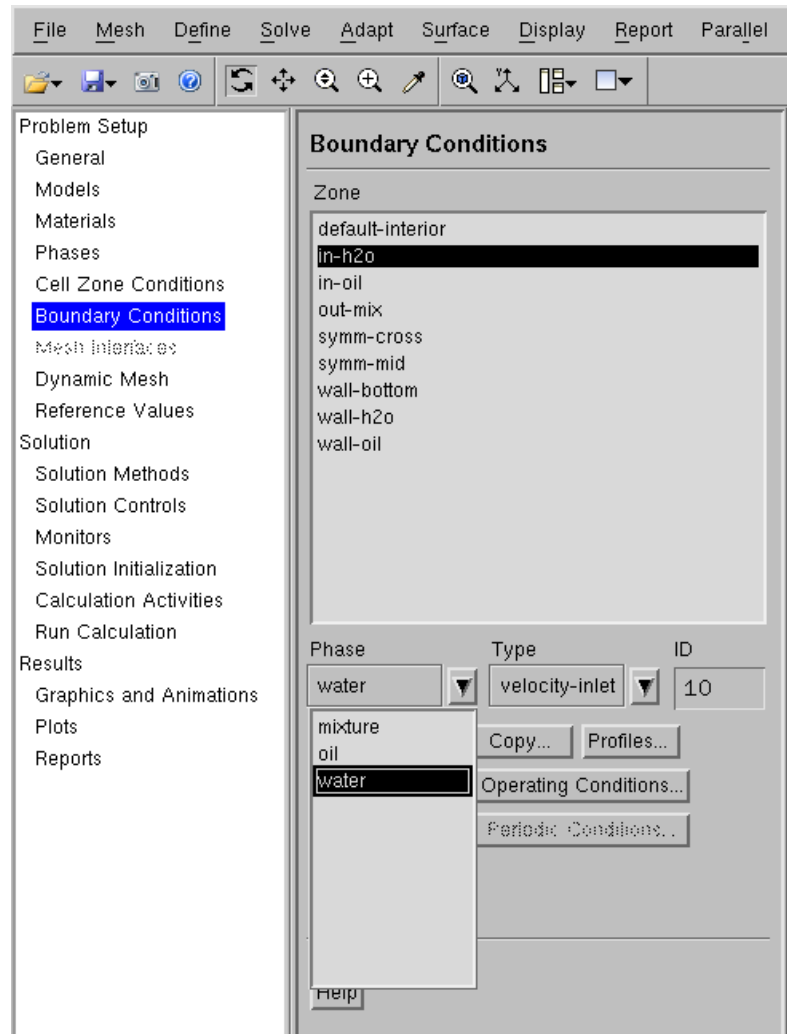 File Mesh Define Solve Adapt Surface Display Report Parallel
Problem Setup
General
Models
Materials
Phases
Cell Zone Conditions
Boundary Conditions
Mesh Interfaces
Dynamic Mesh
Reference Values
Solution
Solution Methods
Solution Controls
Monitors
Solution Initialization
Calculation Activities
Run Calculation
Results
Graphics and Animations
Plots
Reports
Boundary Conditions
Zone
default-interior
in-h2o
in-oil
out-mix
symm-cross
symm-mid
wall-bottom
wall-h2o
wall-oil
Phase Type ID
water velocity-inlet 10
mixture
oil
water
Copy... Profiles...
Operating Conditions...
Periodic Conditions...
Help